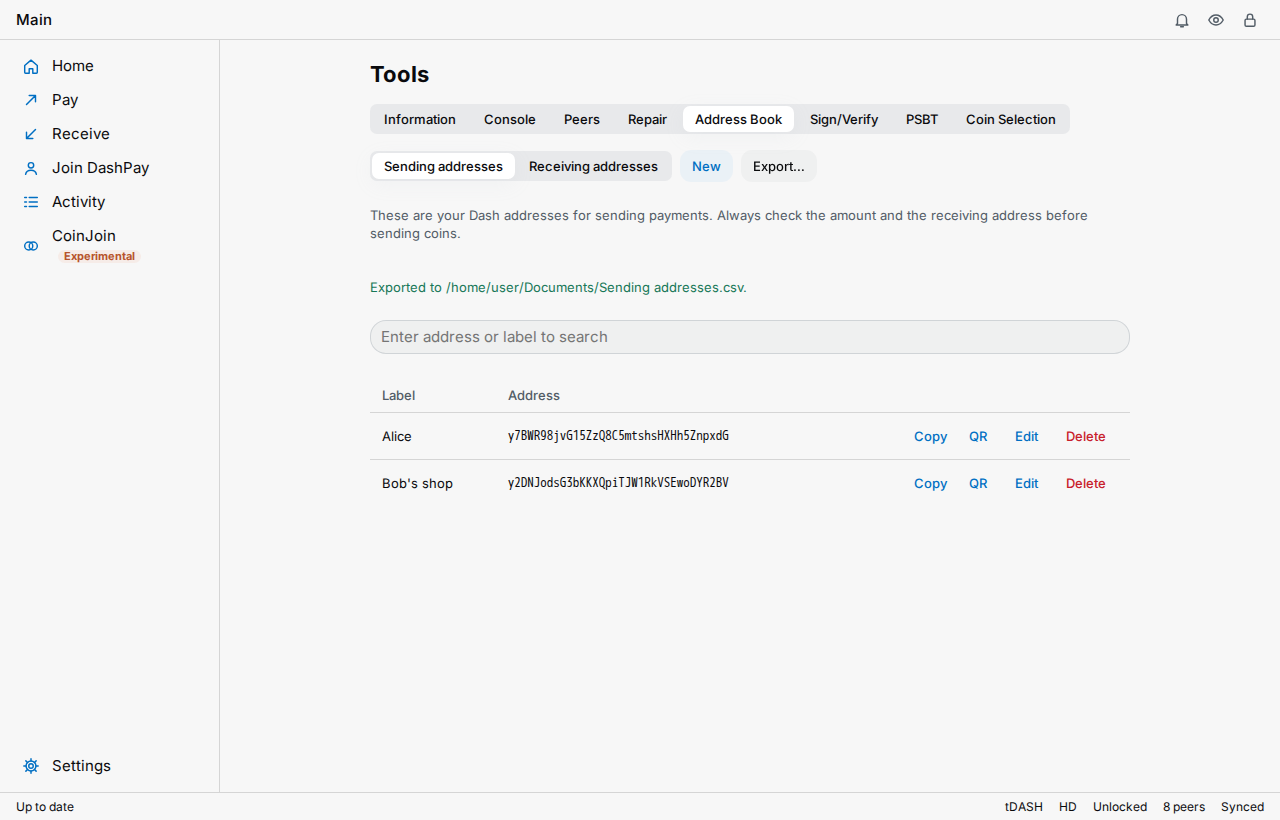 Main
Home
Pay
Receive
Join DashPay
Activity
CoinJoin
Experimental
Settings
Tools
Information Console Peers Repair Address Book Sign/Verify PSBT Coin Selection
Sending addresses Receiving addresses New Export...
These are your Dash addresses for sending payments. Always check the amount and the receiving address before
sending coins.
Exported to /home/user/Documents/Sending addresses.csv.
Enter address or label to search
Label Address
Alice y7BWR98jvG15ZzQ8C5mtshsHXHh5ZnpxdG Copy QR Edit Delete
Bob's shop y2DNJodsG3bKKXQpiTJW1RkVSEwoDYR2BV Copy QR Edit Delete
Up to date tDASH HD Unlocked 8 peers Synced